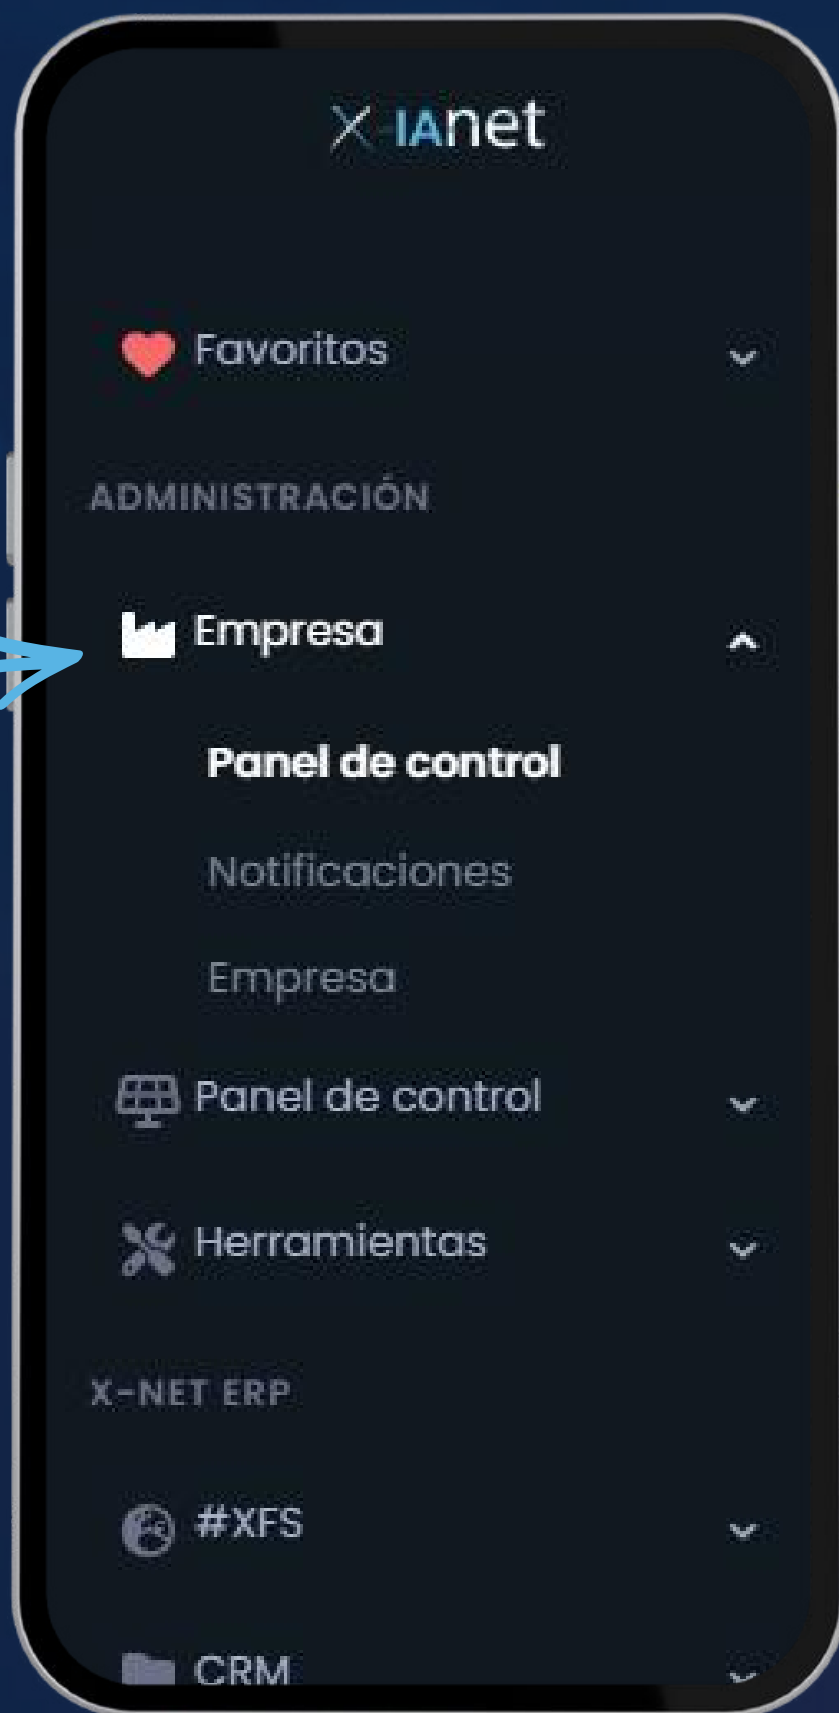 X-IAnet
Favoritos
ADMINISTRACIÓN
Empresa
Panel de control
Notificaciones
Empresa
Panel de control
Herramientas
X-NET ERP
#XFS
CRM